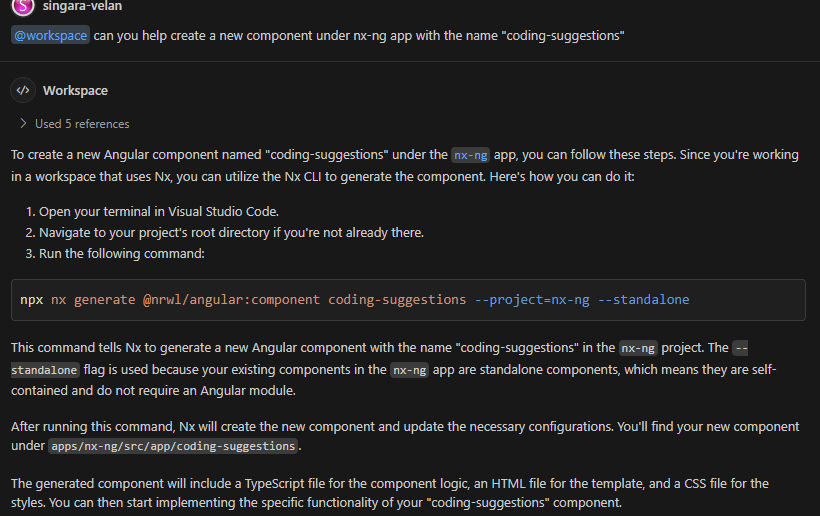 S singara-velan
@workspace can you help create a new component under nx-ng app with the name "coding-suggestions"
</> Workspace
> Used 5 references
To create a new Angular component named "coding-suggestions" under the nx-ng app, you can follow these steps. Since you're working
in a workspace that uses Nx, you can utilize the Nx CLI to generate the component. Here's how you can do it:
1. Open your terminal in Visual Studio Code.
2. Navigate to your project's root directory if you're not already there.
3. Run the following command:
npx nx generate @nrwl/angular:component coding-suggestions --project=nx-ng --standalone
This command tells Nx to generate a new Angular component with the name "coding-suggestions" in the nx-ng project. The --
standalone flag is used because your existing components in the nx-ng app are standalone components, which means they are self-
contained and do not require an Angular module.
After running this command, Nx will create the new component and update the necessary configurations. You'll find your new component
under apps/nx-ng/src/app/coding-suggestions.
The generated component will include a TypeScript file for the component logic, an HTML file for the template, and a CSS file for the
styles. You can then start implementing the specific functionality of your "coding-suggestions" component.